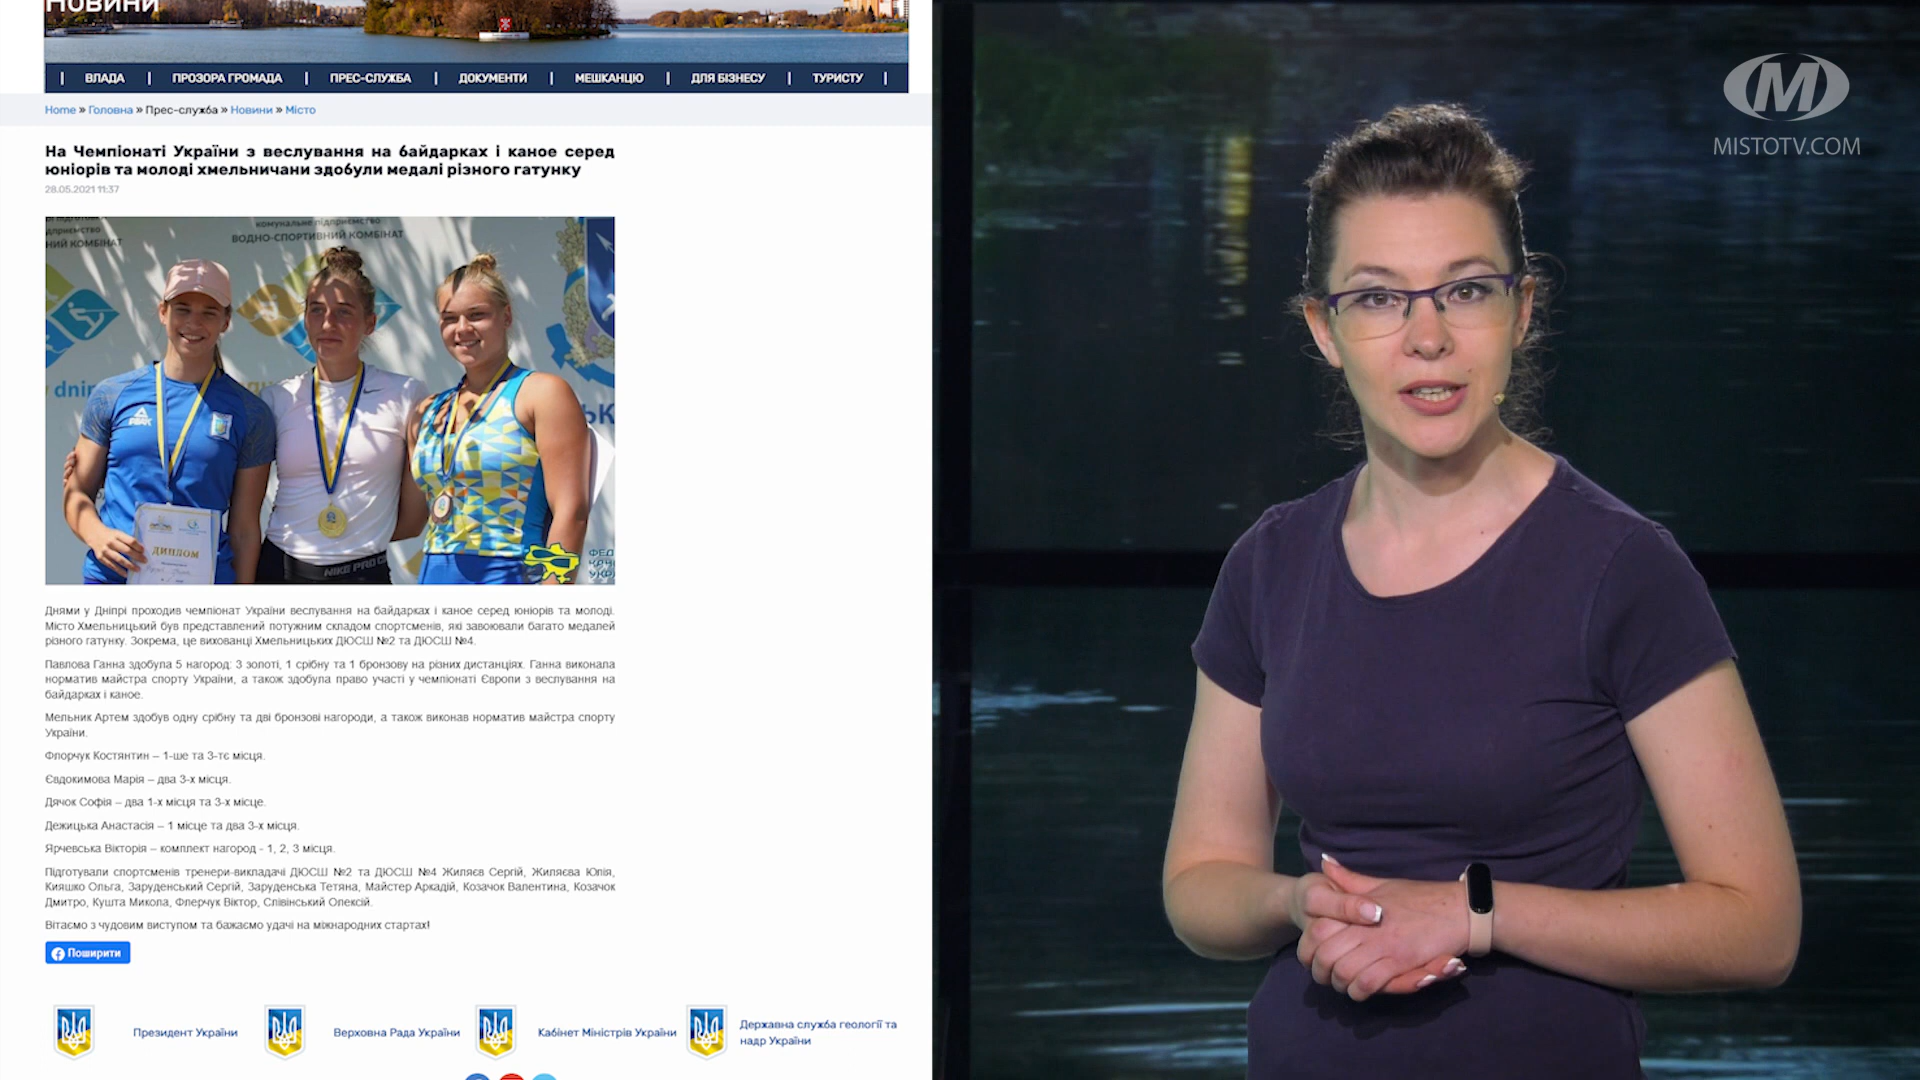 НОВИНИ
ВЛАДА | ПРОЗОРА ГРОМАДА | ПРЕС-СЛУЖБА | ДОКУМЕНТИ | МЕШКАНЦЮ | ДЛЯ БІЗНЕСУ | ТУРИСТУ
Home » Головна » Прес-служба » Новини » Місто
На Чемпіонаті України з веслування на байдарках і каное серед
юніорів та молоді хмельничани здобули медалі різного гатунку
28.05.2021 11:37
комунальне підприємство
ВОДНО-СПОРТИВНИЙ КОМБІНАТ
НИЙ КОМБІНАТ
dnip
PEAK
ДИПЛОМ
NIKE PRO
ФЕД
КАН
УКР
Днями у Дніпрі проходив чемпіонат України веслування на байдарках і каное серед юніорів та молоді.
Місто Хмельницький був представлений потужним складом спортсменів, які завоювали багато медалей
різного гатунку. Зокрема, це вихованці Хмельницьких ДЮСШ №2 та ДЮСШ №4.
Павлова Ганна здобула 5 нагород: 3 золоті, 1 срібну та 1 бронзову на різних дистанціях. Ганна виконала
норматив майстра спорту України, а також здобула право участі у чемпіонаті Європи з веслування на
байдарках і каное.
Мельник Артем здобув одну срібну та дві бронзові нагороди, а також виконав норматив майстра спорту
України.
Флорчук Костянтин – 1-ше та 3-тє місця.
Євдокимова Марія – два 3-х місця.
Дячок Софія – два 1-х місця та 3-х місце.
Дежицька Анастасія – 1 місце та два 3-х місця.
Ярчевська Вікторія – комплект нагород - 1, 2, 3 місця.
Підготували спортсменів тренери-викладачі ДЮСШ №2 та ДЮСШ №4 Жиляєв Сергій, Жиляєва Юлія,
Кияшко Ольга, Заруденський Сергій, Заруденська Тетяна, Майстер Аркадій, Козачок Валентина, Козачок
Дмитро, Кушта Микола, Флерчук Віктор, Слівінський Олексій.
Вітаємо з чудовим виступом та бажаємо удачі на міжнародних стартах!
Поширити
Президент України
Верховна Рада України
Кабінет Міністрів України
Державна служба геології та
надр України
M
MISTOTV.COM